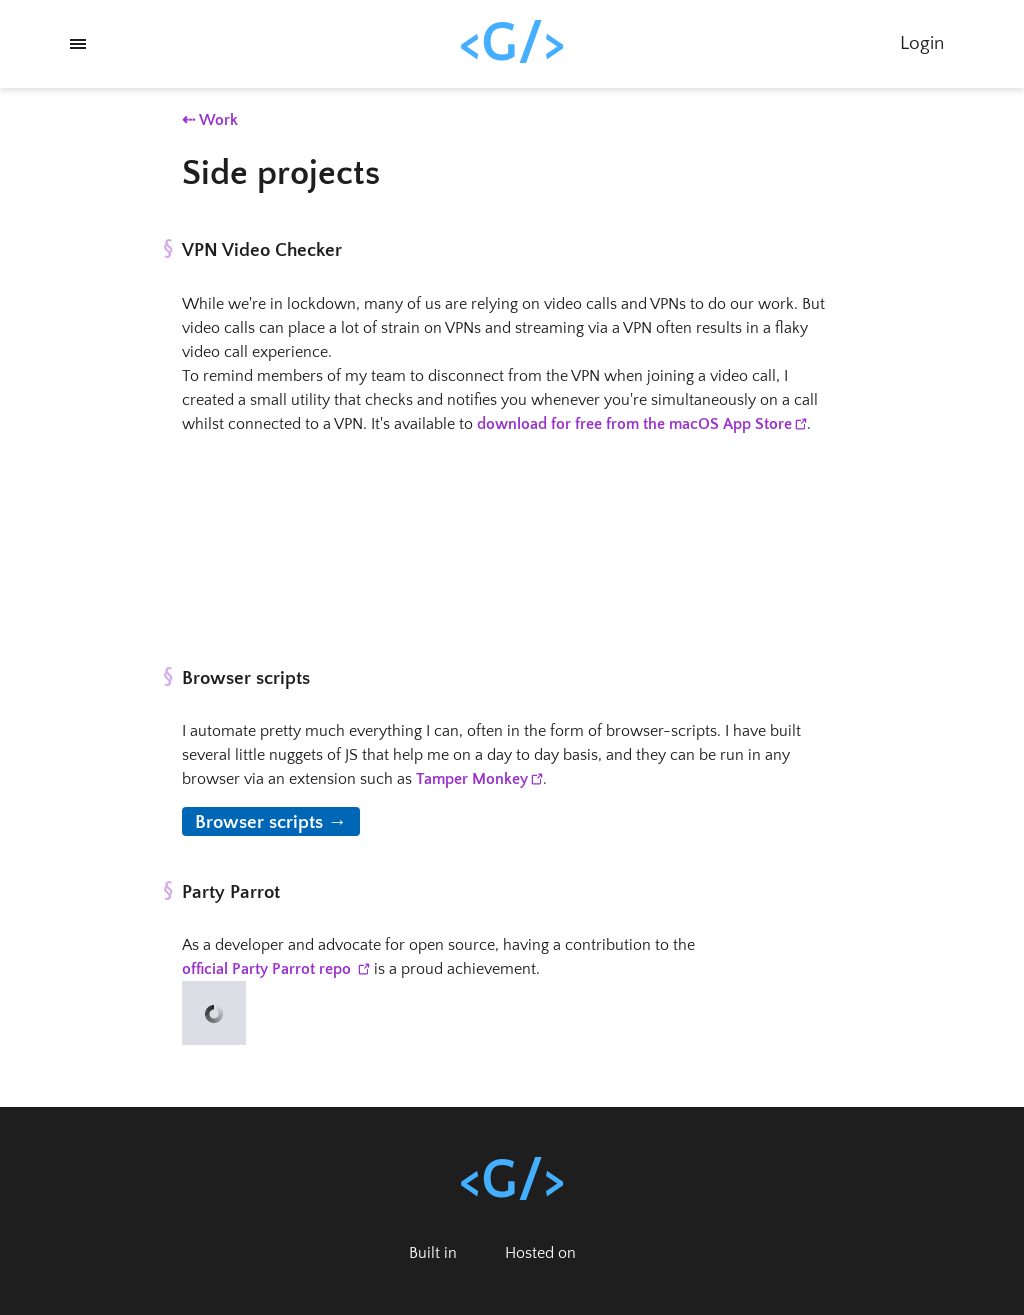 <G/>
Login
⇠ Work
Side projects
§ VPN Video Checker
While we're in lockdown, many of us are relying on video calls and VPNs to do our work. But
video calls can place a lot of strain on VPNs and streaming via a VPN often results in a flaky
video call experience.
To remind members of my team to disconnect from the VPN when joining a video call, I
created a small utility that checks and notifies you whenever you're simultaneously on a call
whilst connected to a VPN. It's available to download for free from the macOS App Store.
§ Browser scripts
I automate pretty much everything I can, often in the form of browser-scripts. I have built
several little nuggets of JS that help me on a day to day basis, and they can be run in any
browser via an extension such as Tamper Monkey.
Browser scripts →
§ Party Parrot
As a developer and advocate for open source, having a contribution to the
official Party Parrot repo is a proud achievement.
<G/>
Built in Hosted on